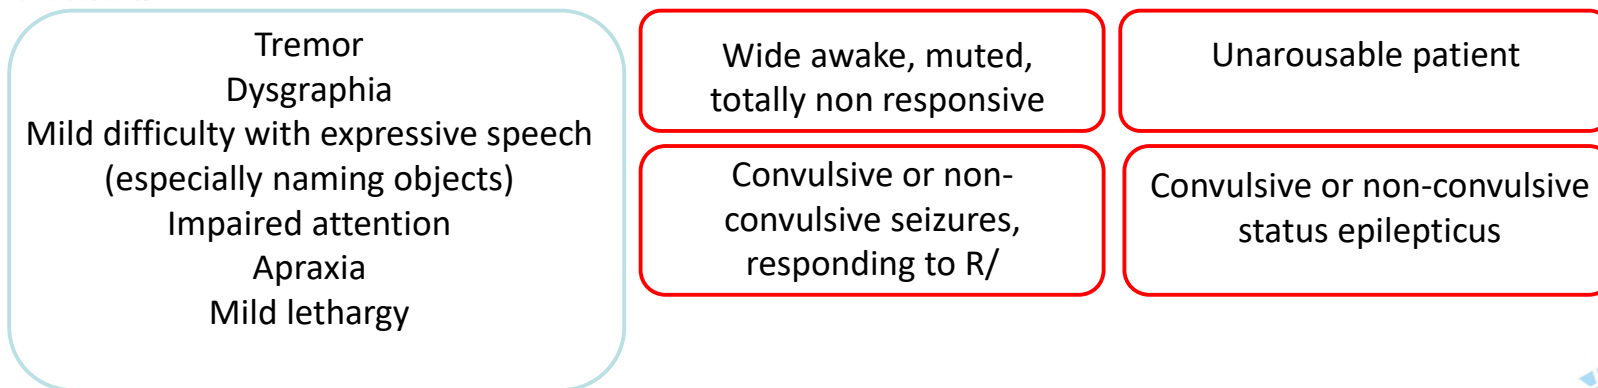 Tremor
Dysgraphia
Mild difficulty with expressive speech
(especially naming objects)
Impaired attention
Apraxia
Mild lethargy
Wide awake, muted,
totally non responsive
Convulsive or non-
convulsive seizures,
responding to R/
Unarousable patient
Convulsive or non-convulsive
status epilepticus